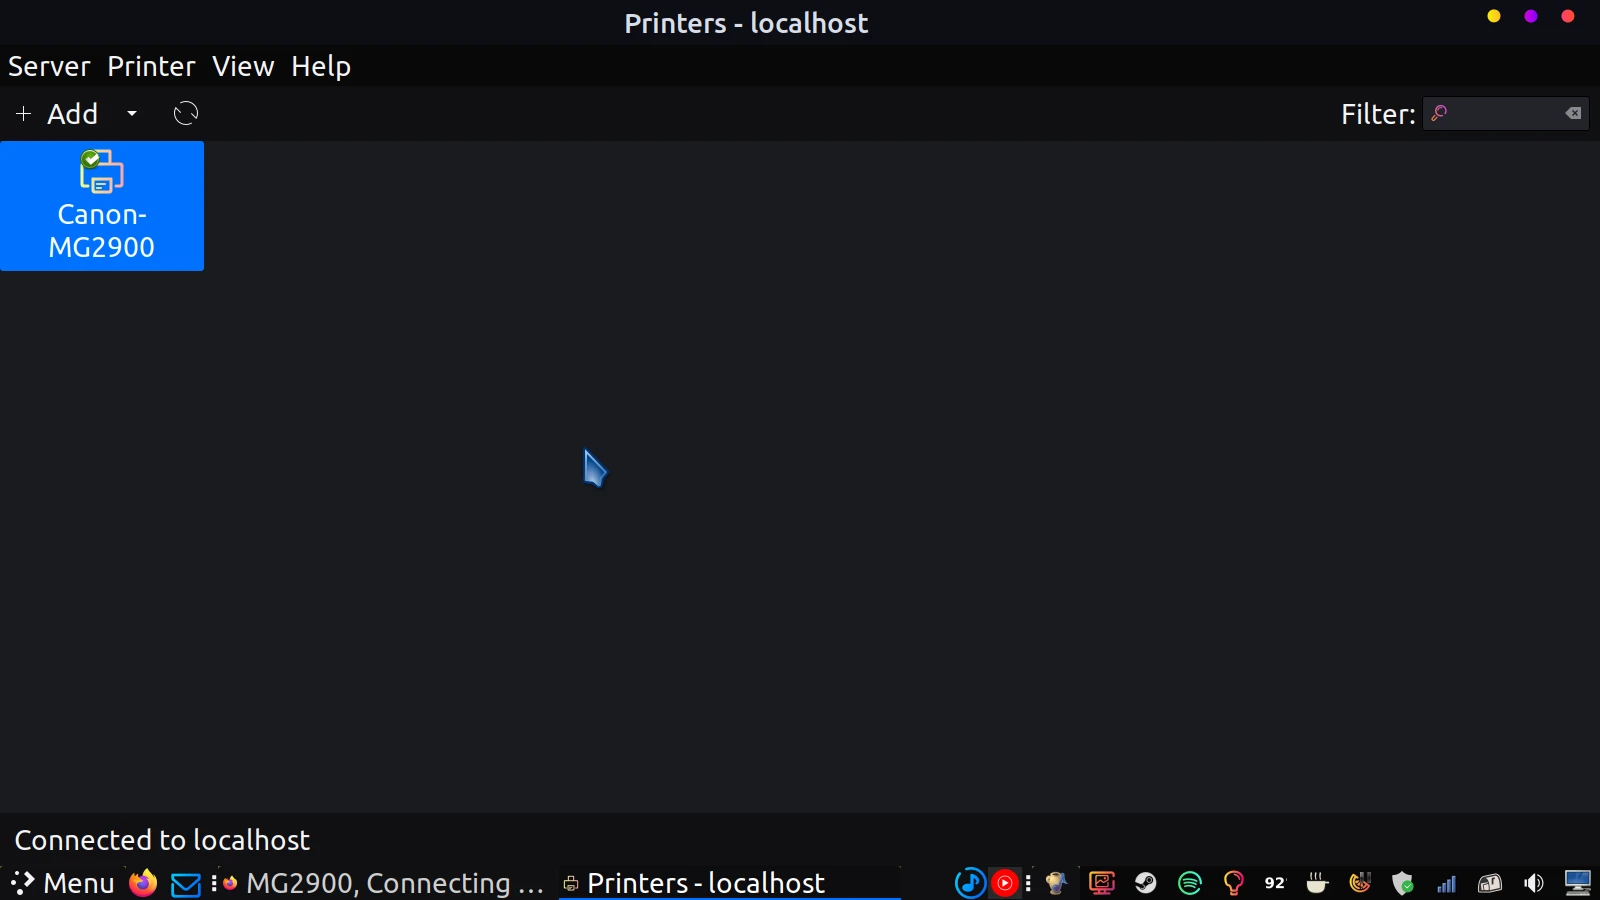 Printers - localhost
Server Printer View Help
Add
Filter:
Canon-
MG2900
Connected to localhost
Menu
MG2900, Connecting ...
Printers - localhost
92°